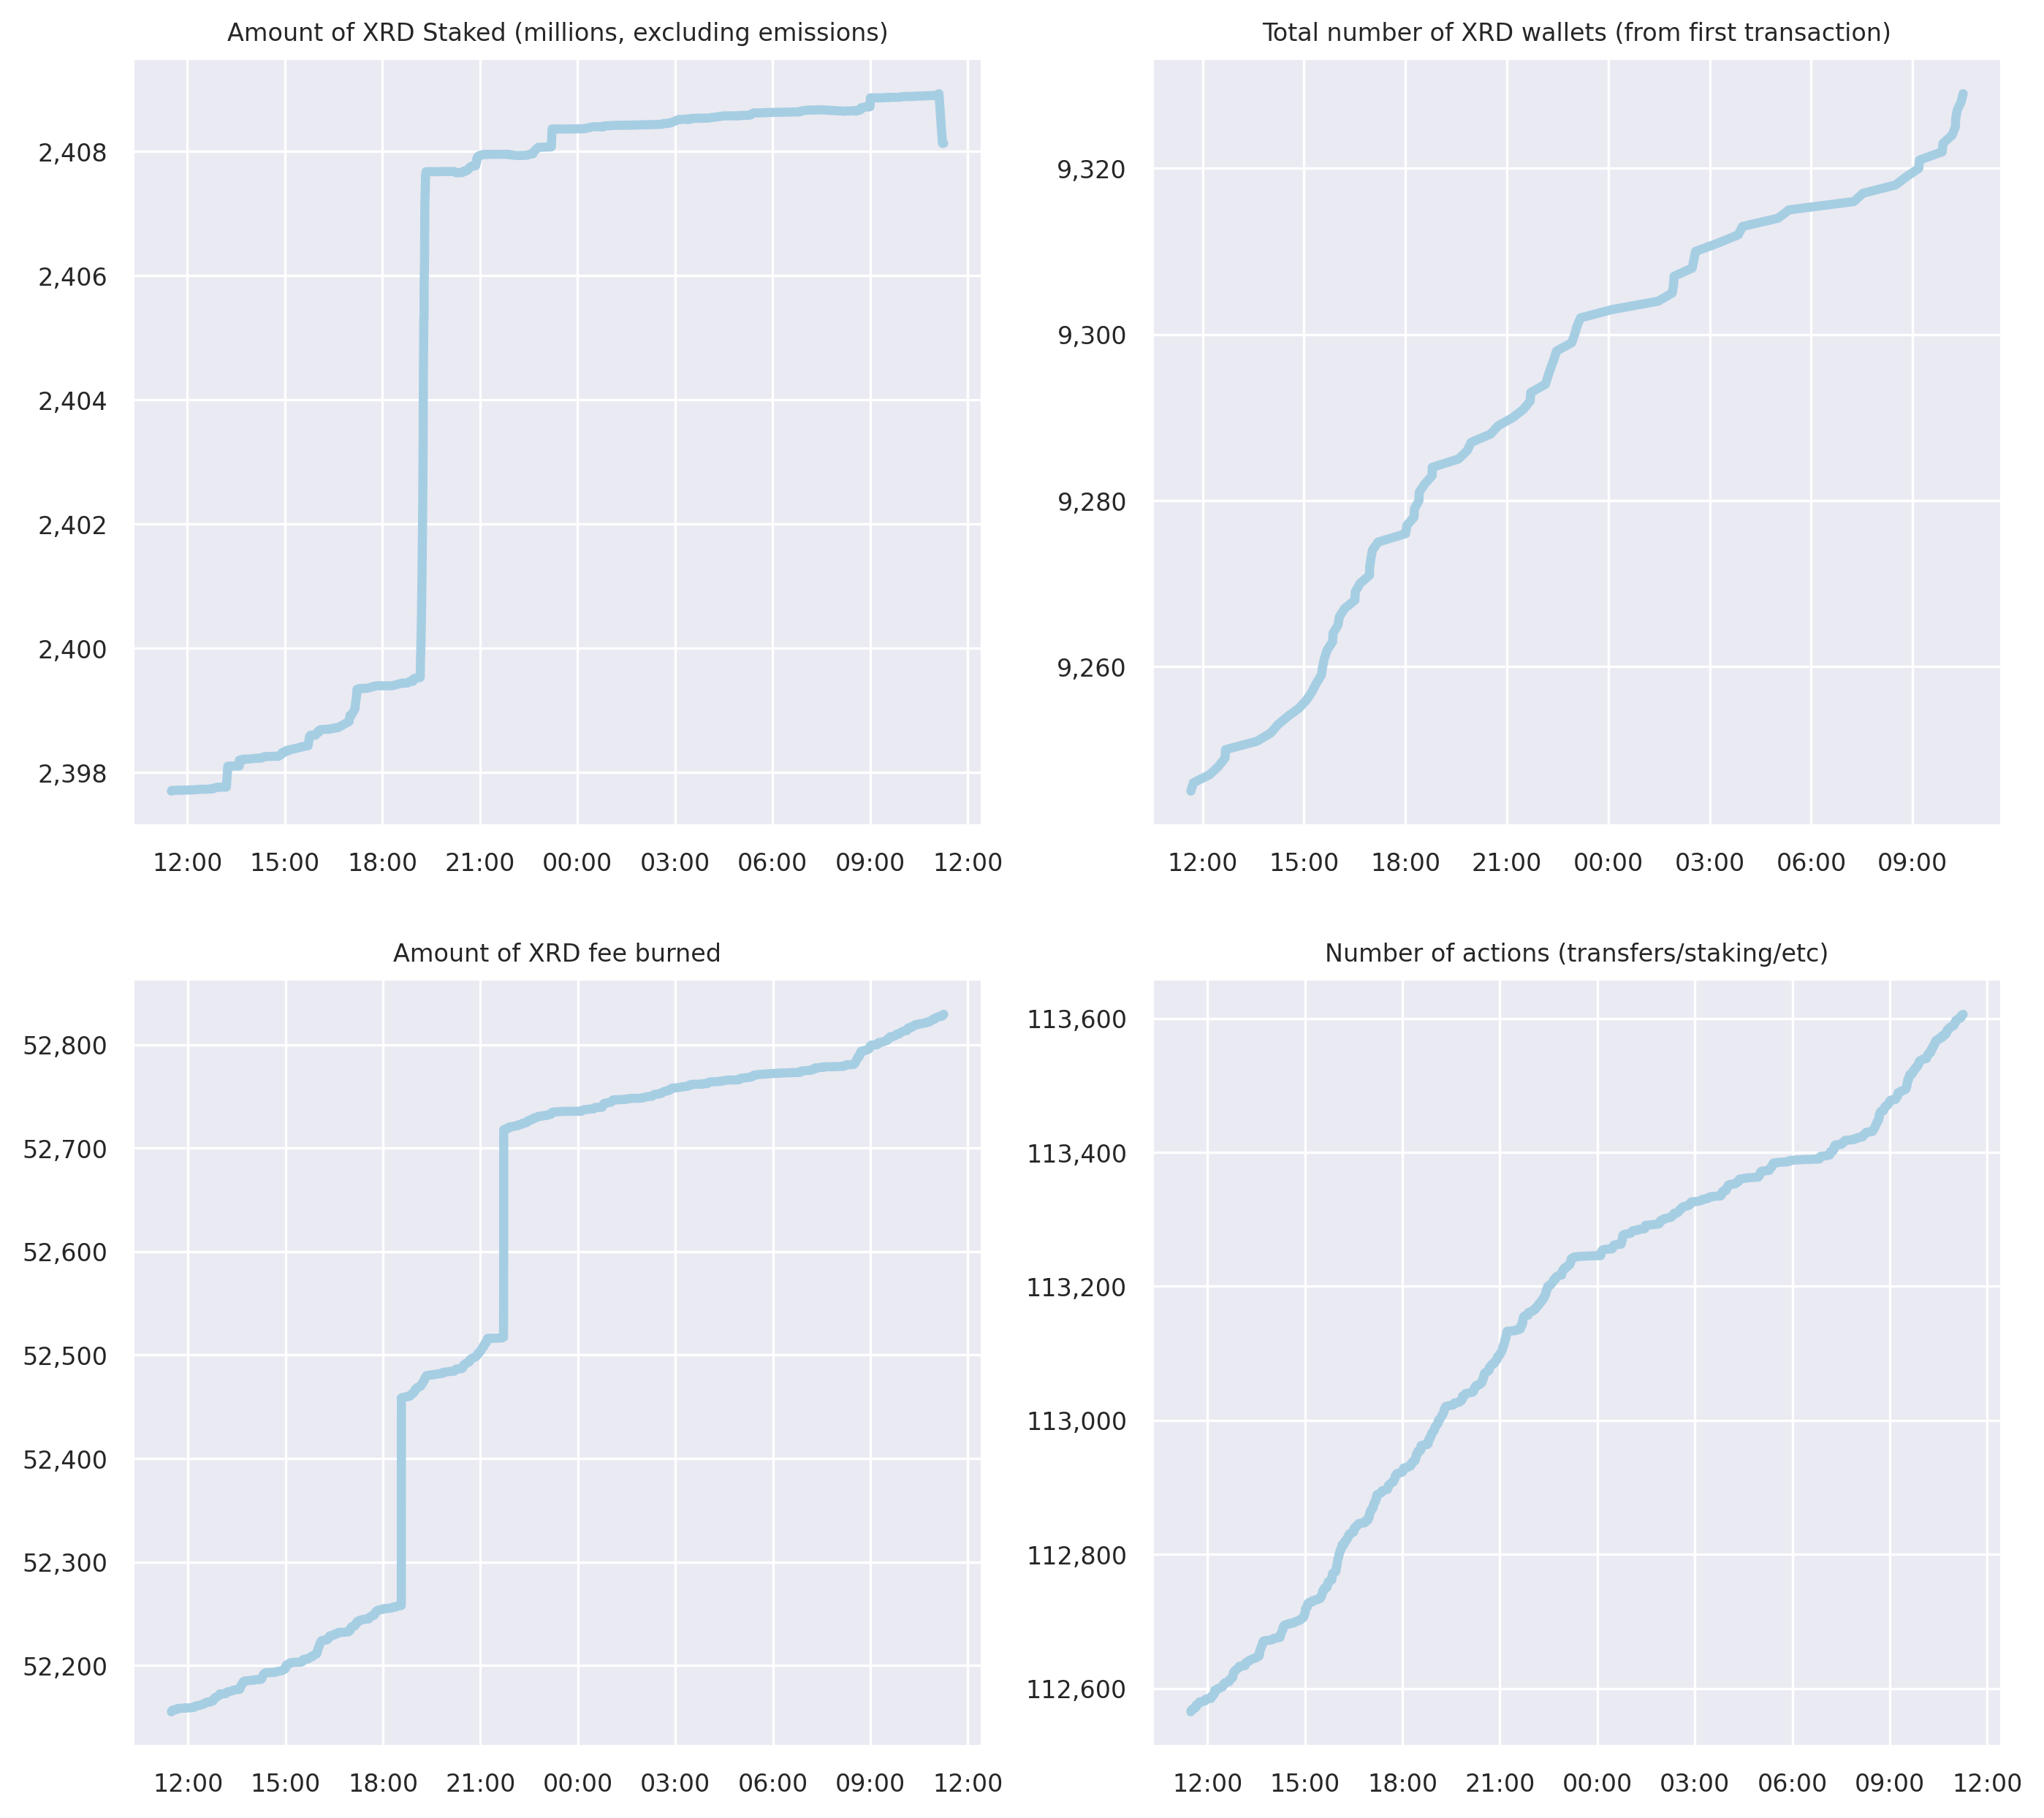 Amount of XRD Staked (millions, excluding emissions)
2,408
2,406
2,404
2,402
2,400
2,398
12:00 15:00 18:00 21:00 00:00 03:00 06:00 09:00 12:00
Total number of XRD wallets (from first transaction)
9,320
9,300
9,280
9,260
12:00 15:00 18:00 21:00 00:00 03:00 06:00 09:00
Amount of XRD fee burned
52,800
52,700
52,600
52,500
52,400
52,300
52,200
12:00 15:00 18:00 21:00 00:00 03:00 06:00 09:00 12:00
Number of actions (transfers/staking/etc)
113,600
113,400
113,200
113,000
112,800
112,600
12:00 15:00 18:00 21:00 00:00 03:00 06:00 09:00 12:00